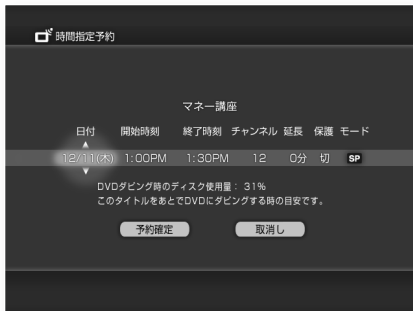 時間指定予約
マネー講座
日付 開始時刻 終了時刻 チャンネル 延長 保護 モード
12/11(木) 1:00PM 1:30PM 12 0分 切 SP
DVDダビング時のディスク使用量： 31%
このタイトルをあとでDVDにダビングする時の目安です。
予約確定 取消し